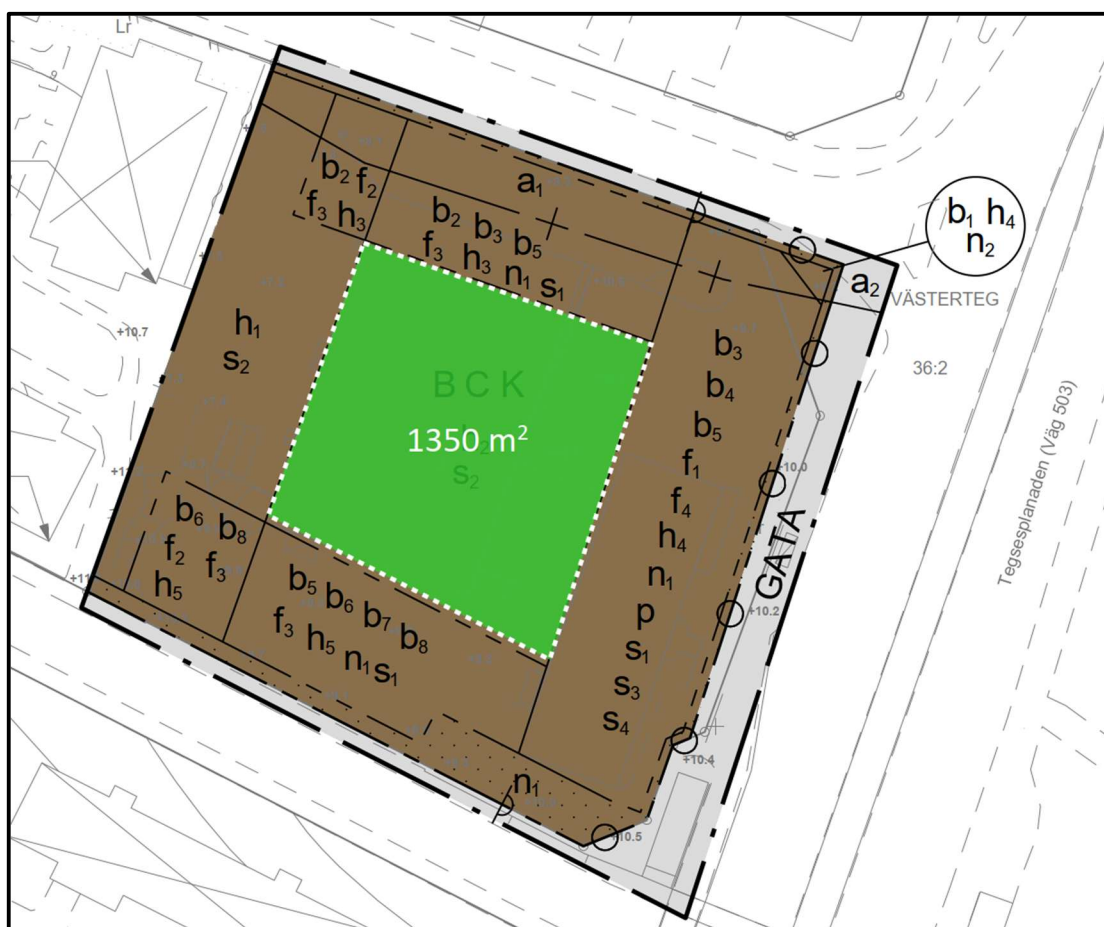 Lr
a₁
b₂ f₂
f₃ h₃
b₂ b₃ b₅
f₃ h₃ n₁ s₁
b₁ h₄
n₂
a₂
VÄSTERTEG
36:2
+10.7
h₁
s₂
B C K
1350 m²
s₂
b₃
b₄
b₅
f₁
f₄
h₄
n₁
p
s₁
s₃
s₄
+10.0
GATA
+10.2
Tegsesplanaden (Väg 503)
b₆ b₈
f₂ f₃
h₅
b₅ b₆ b₇ b₈
f₃ h₅ n₁ s₁
+10.4
n₁
+10.5